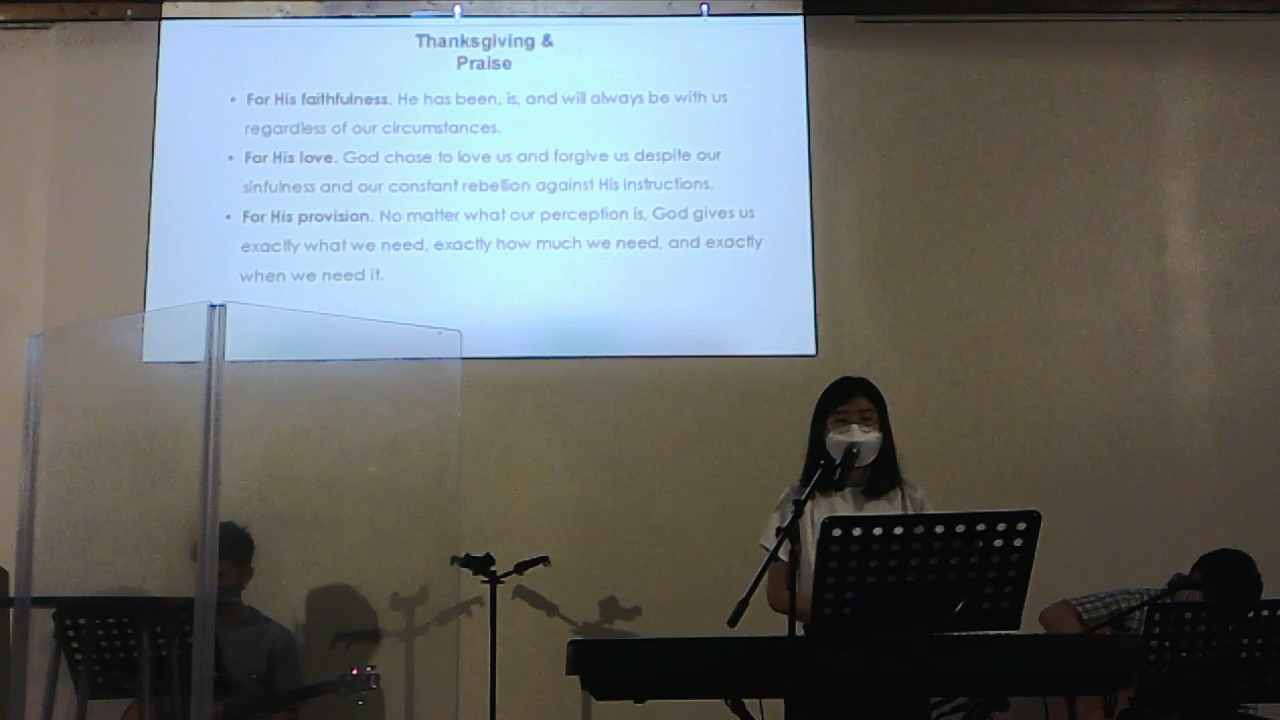 Thanksgiving &
Praise
• For His faithfulness. He has been, is, and will always be with us
regardless of our circumstances.
• For His love. God chose to love us and forgive us despite our
sinfulness and our constant rebellion against His instructions.
• For His provision. No matter what our perception is, God gives us
exactly what we need, exactly how much we need, and exactly
when we need it.